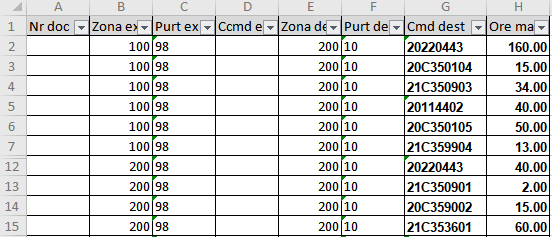 A B C D E F G H
1 Nr doc Zona ex Purt ex Ccmd e Zona de Purt de Cmd dest Ore ma
2 100 98 200 10 20220443 160.00
3 100 98 200 10 20C350104 15.00
4 100 98 200 10 21C350903 34.00
5 100 98 200 10 20114402 40.00
6 100 98 200 10 20C350105 50.00
7 100 98 200 10 21C359904 13.00
12 200 98 200 10 20220443 40.00
13 200 98 200 10 21C350901 2.00
14 200 98 200 10 20C359002 15.00
15 200 98 200 10 21C353601 60.00